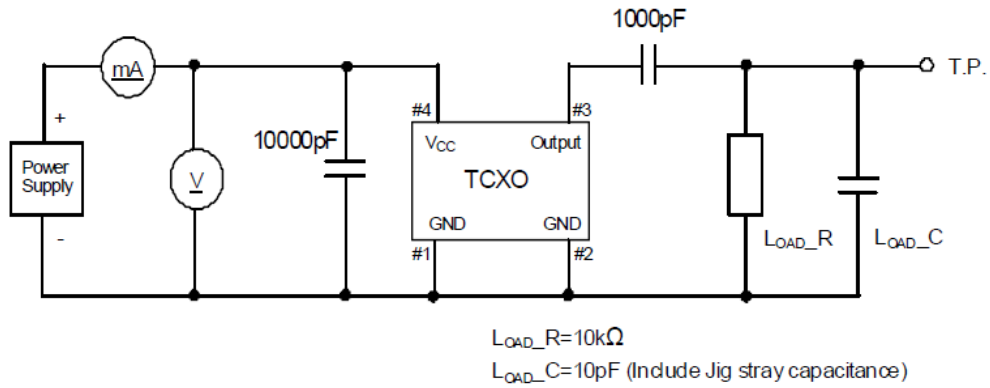 1000pF
mA
T.P.
#4
#3
+
10000pF
VCC
Output
Power
Supply
V
TCXO
-
GND
GND
#1
#2
LOAD_R
LOAD_C
LOAD_R=10kΩ
LOAD_C=10pF (Include Jig stray capacitance)